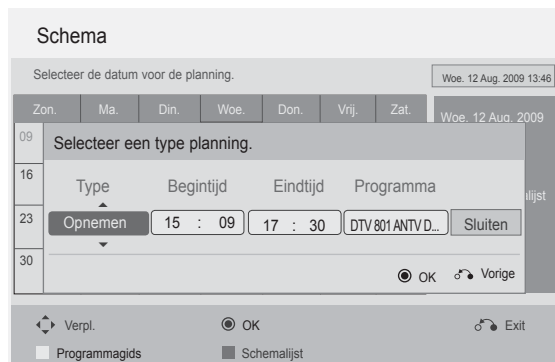 Schema
Selecteer de datum voor de planning.
Woe. 12 Aug. 2009 13:46
Zon. Ma. Din. Woe. Don. Vrij. Zat.
Woe. 12 Aug. 2009
09
Selecteer een type planning.
16
Type Begintijd Eindtijd Programma
lijst
23
Opnemen 15 : 09 17 : 30 DTV 801 ANTV D... Sluiten
30
OK Vorige
Verpl. OK Exit
Programmagids Schemalijst